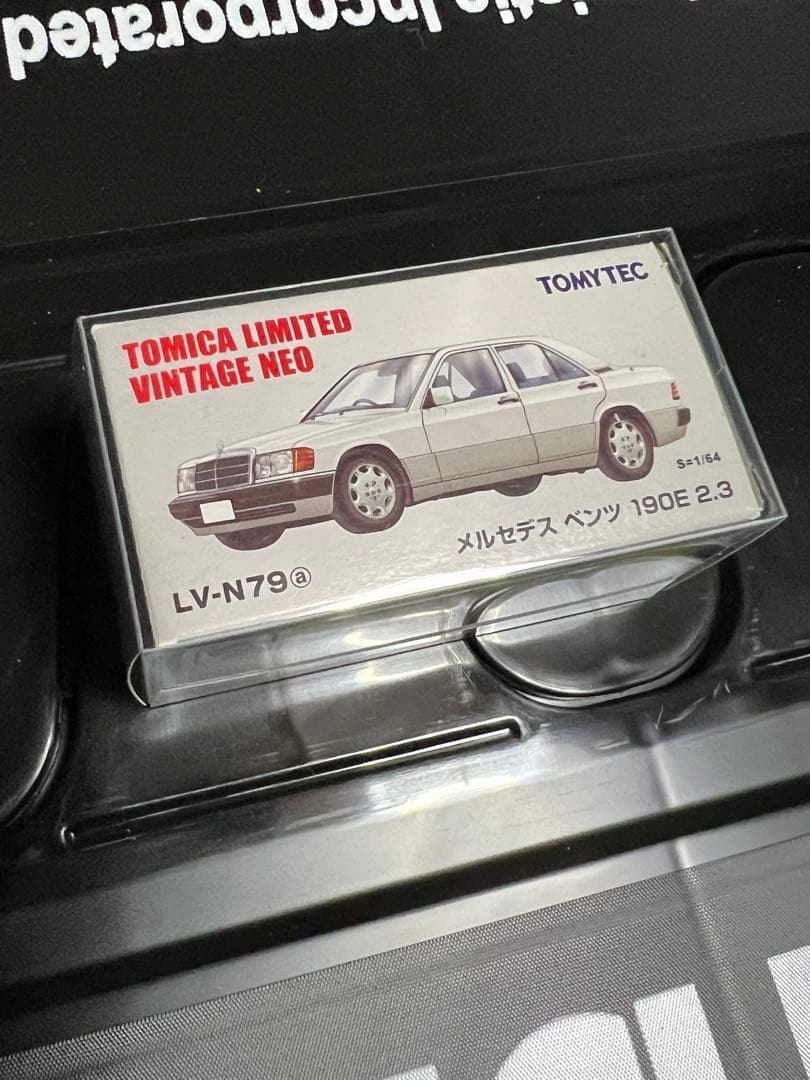 Incorporated
TOMYTEC
TOMICA LIMITED
VINTAGE NEO
S=1/64
メルセデス ベンツ 190E 2.3
LV-N79ⓐ